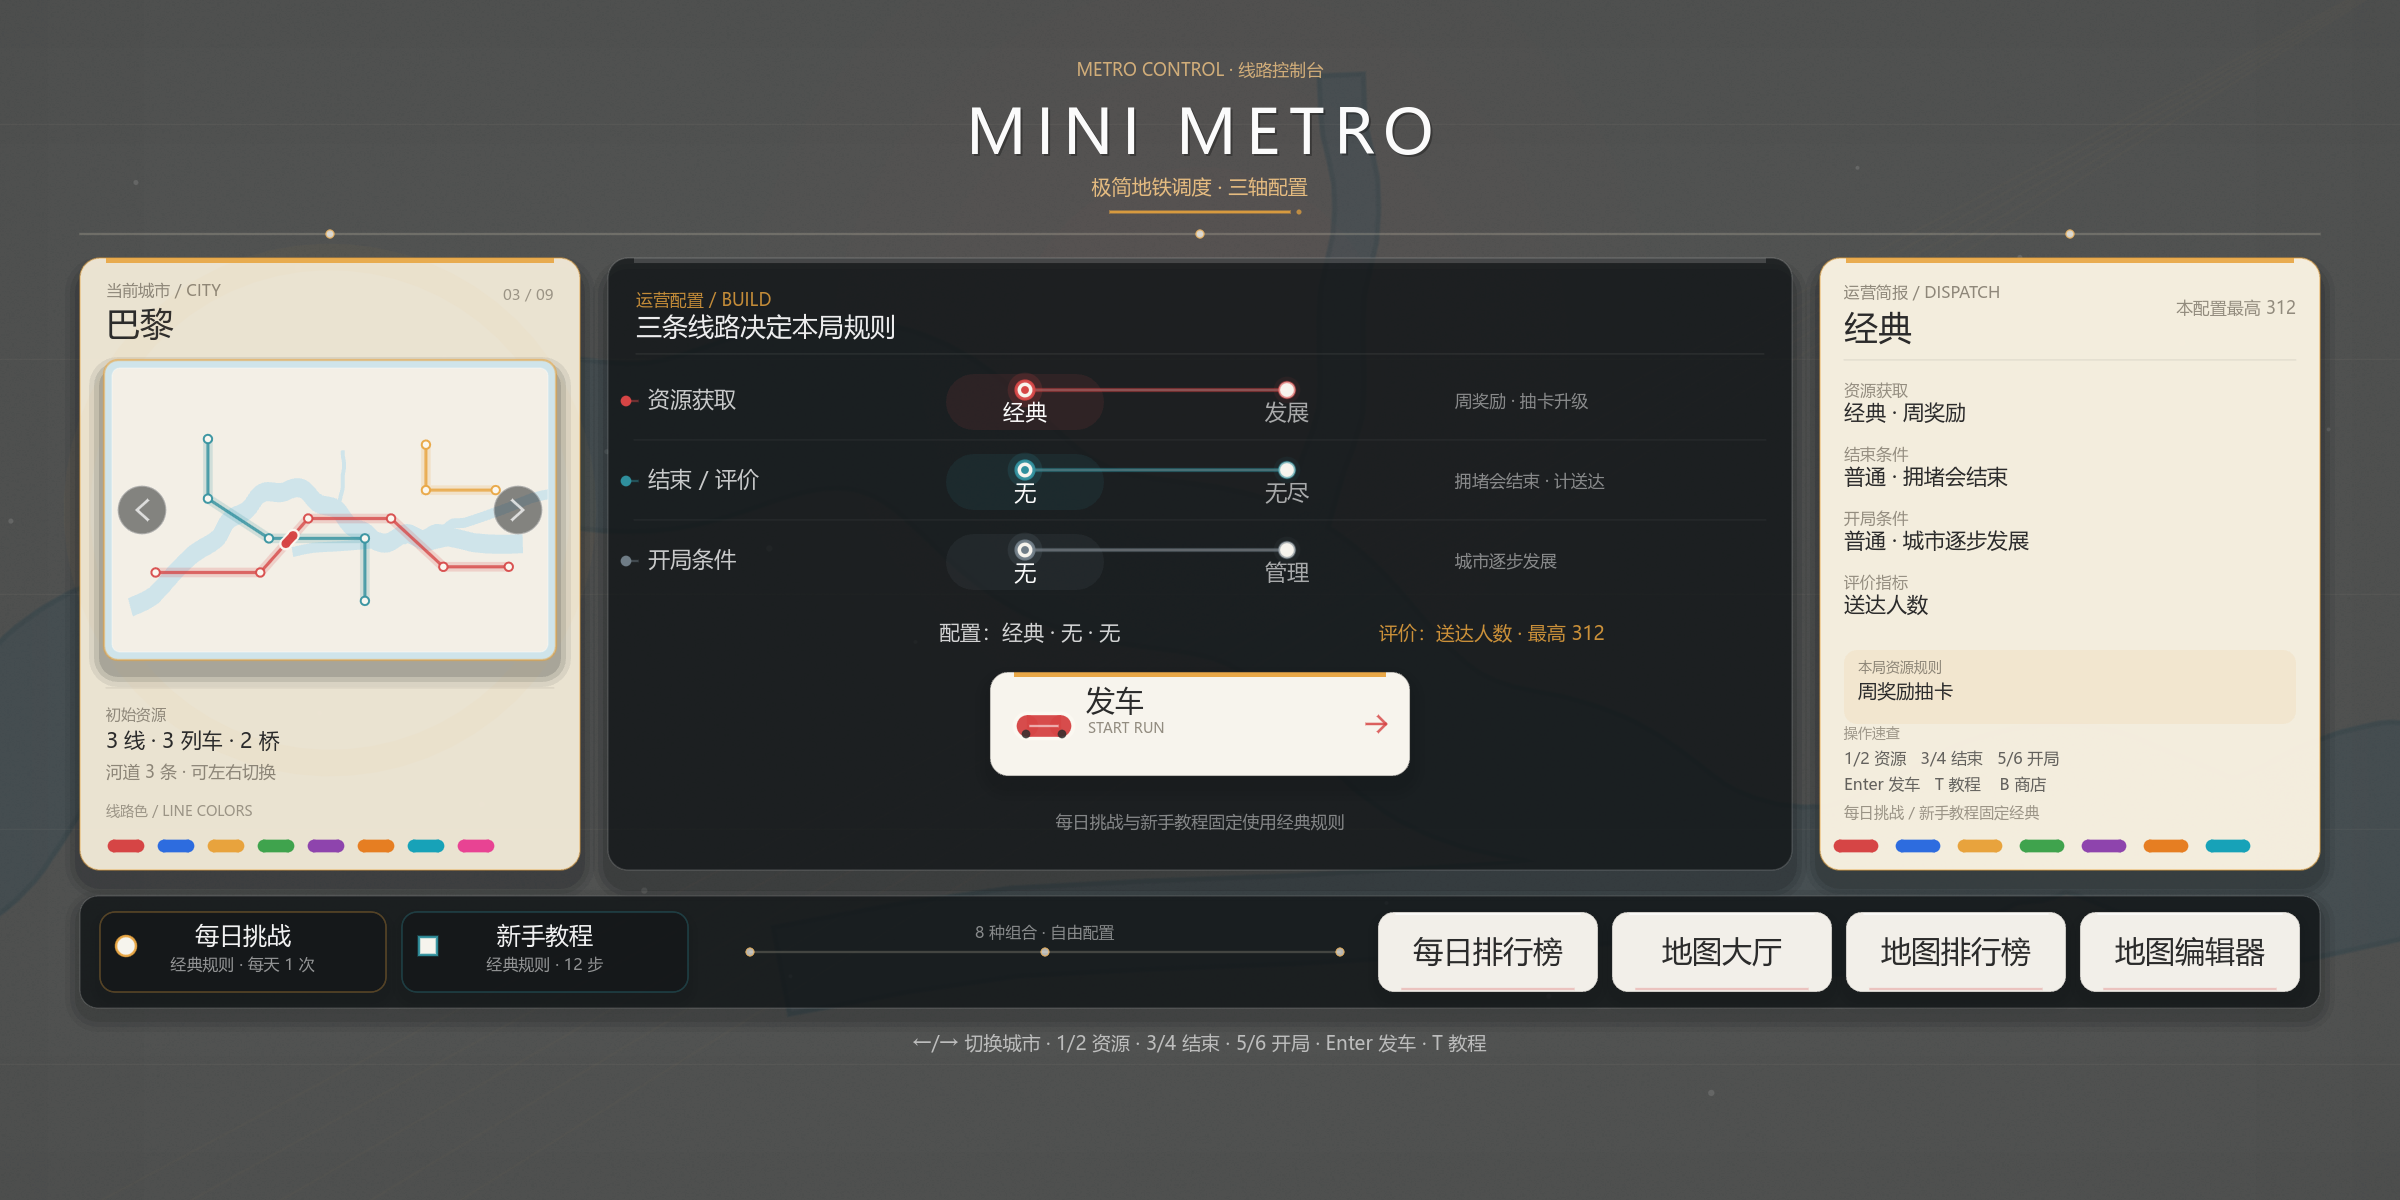 METRO CONTROL · 线路控制台
MINI METRO
极简地铁调度 · 三轴配置
当前城市 / CITY
03 / 09
巴黎
初始资源
3 线 · 3 列车 · 2 桥
河道 3 条 · 可左右切换
线路色 / LINE COLORS
运营配置 / BUILD
三条线路决定本局规则
资源获取
经典
发展
周奖励 · 抽卡升级
结束 / 评价
无
无尽
拥堵会结束 · 计送达
开局条件
无
管理
城市逐步发展
配置：经典 · 无 · 无
评价：送达人数 · 最高 312
发车
START RUN
每日挑战与新手教程固定使用经典规则
运营简报 / DISPATCH
经典
本配置最高 312
资源获取
经典 · 周奖励
结束条件
普通 · 拥堵会结束
开局条件
普通 · 城市逐步发展
评价指标
送达人数
本局资源规则
周奖励抽卡
操作速查
1/2 资源 3/4 结束 5/6 开局
Enter 发车 T 教程 B 商店
每日挑战 / 新手教程固定经典
每日挑战
经典规则 · 每天 1 次
新手教程
经典规则 · 12 步
8 种组合 · 自由配置
每日排行榜
地图大厅
地图排行榜
地图编辑器
←/→ 切换城市 · 1/2 资源 · 3/4 结束 · 5/6 开局 · Enter 发车 · T 教程